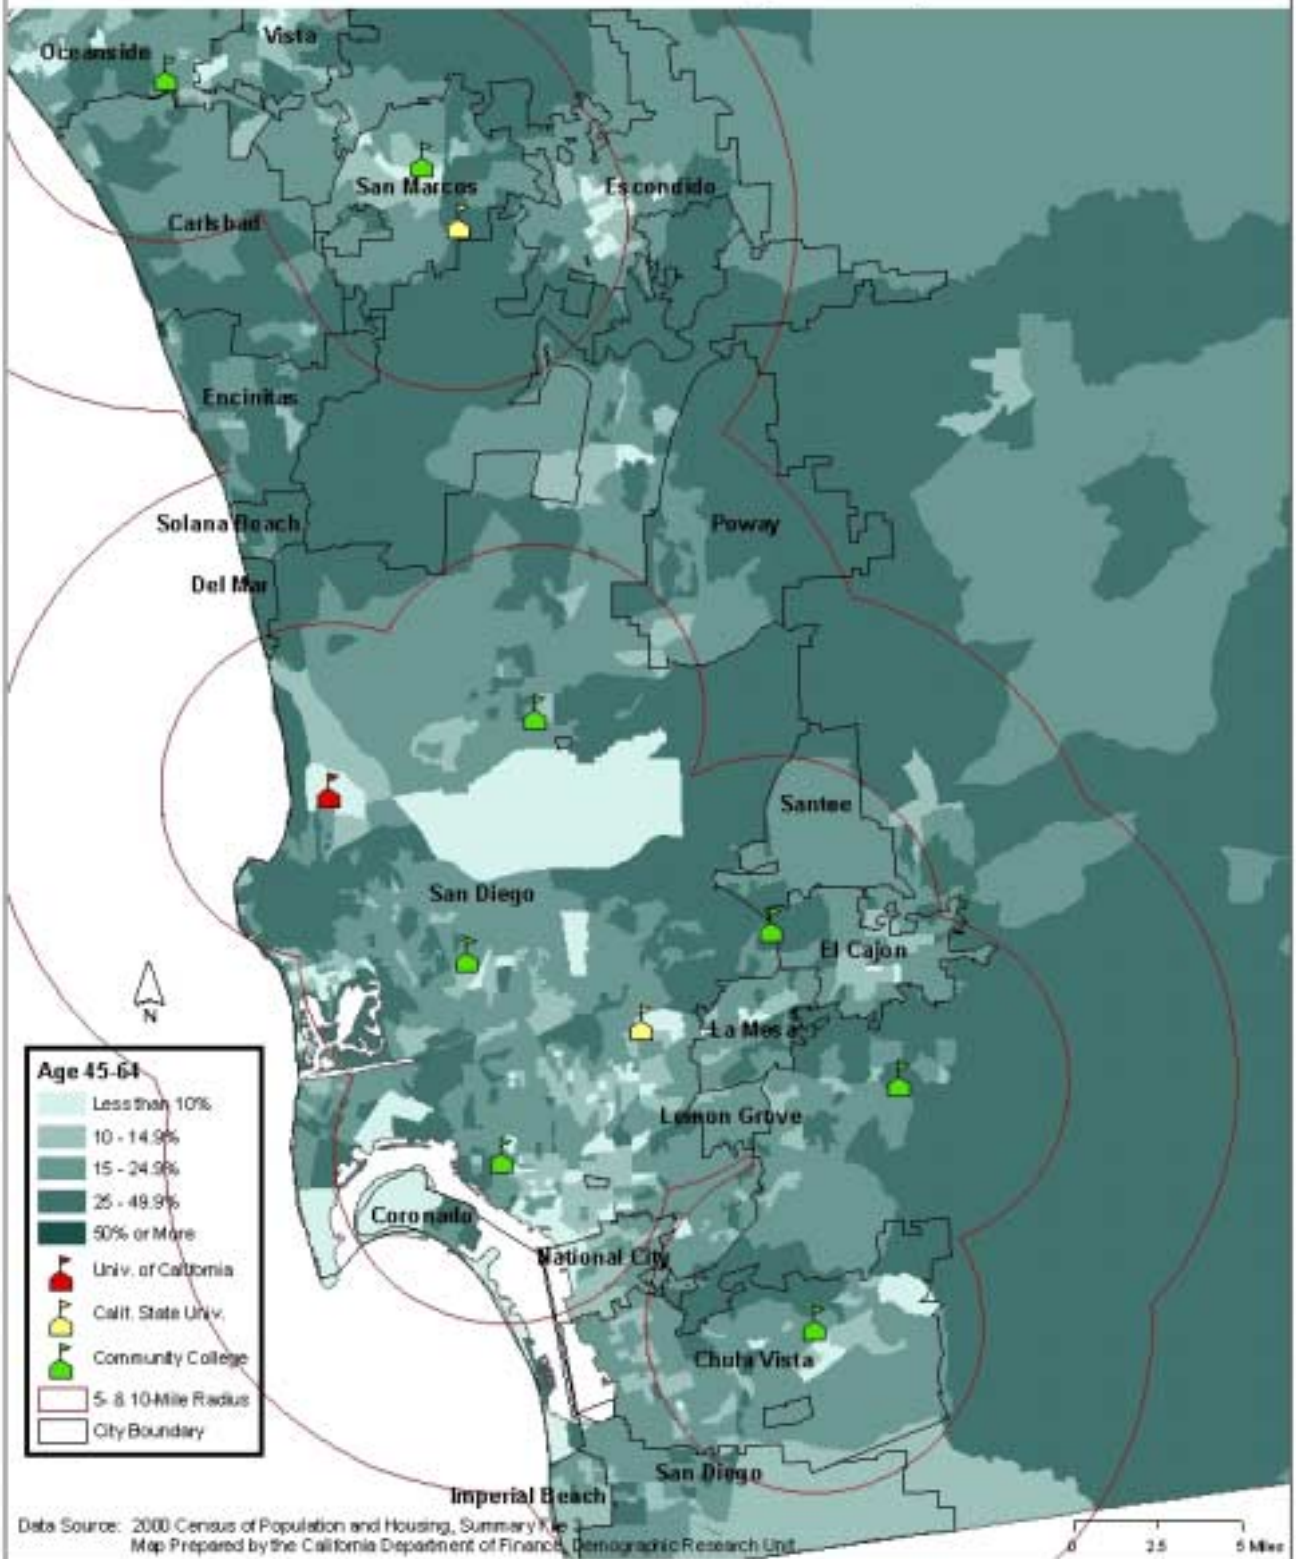 Oceanside
Vista
San Marcos
Escondido
Carlsbad
Encinitas
Solana Beach
Poway
Del Mar
Santee
San Diego
El Cajon
La Mesa
Lemon Grove
Coronado
National City
Chula Vista
San Diego
Imperial Beach
N
Age 45-64
Less than 10%
10 - 14.9%
15 - 24.9%
25 - 49.9%
50% or More
Univ. of California
Calif. State Univ.
Community College
5- & 10-Mile Radius
City Boundary
Data Source: 2000 Census of Population and Housing, Summary File 3
Map Prepared by the California Department of Finance, Demographic Research Unit
0 2.5 5 Miles